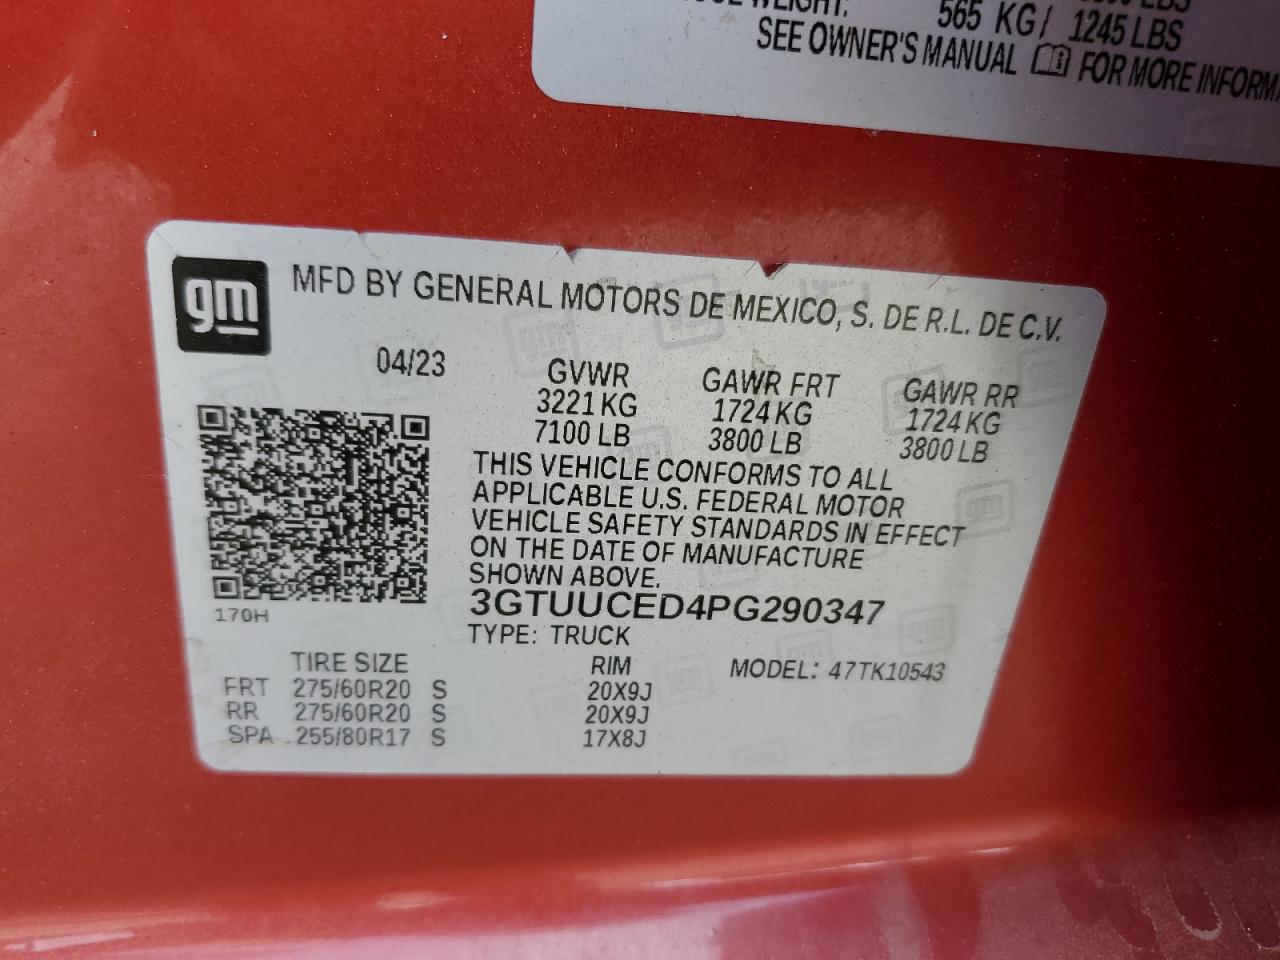 565 KG / 1245 LBS
SEE OWNER'S MANUAL FOR MORE
gm
MFD BY GENERAL MOTORS DE MEXICO, S. DE R.L. DE C.V.
04/23
GVWR GAWR FRT GAWR RR
3221 KG 1724 KG 1724 KG
7100 LB 3800 LB 3800 LB
THIS VEHICLE CONFORMS TO ALL
APPLICABLE U.S. FEDERAL MOTOR
VEHICLE SAFETY STANDARDS IN EFFECT
ON THE DATE OF MANUFACTURE
SHOWN ABOVE.
170H
3GTUUCED4PG290347
TYPE: TRUCK
TIRE SIZE RIM MODEL: 47TK10543
FRT 275/60R20 S 20X9J
RR 275/60R20 S 20X9J
SPA 255/80R17 S 17X8J